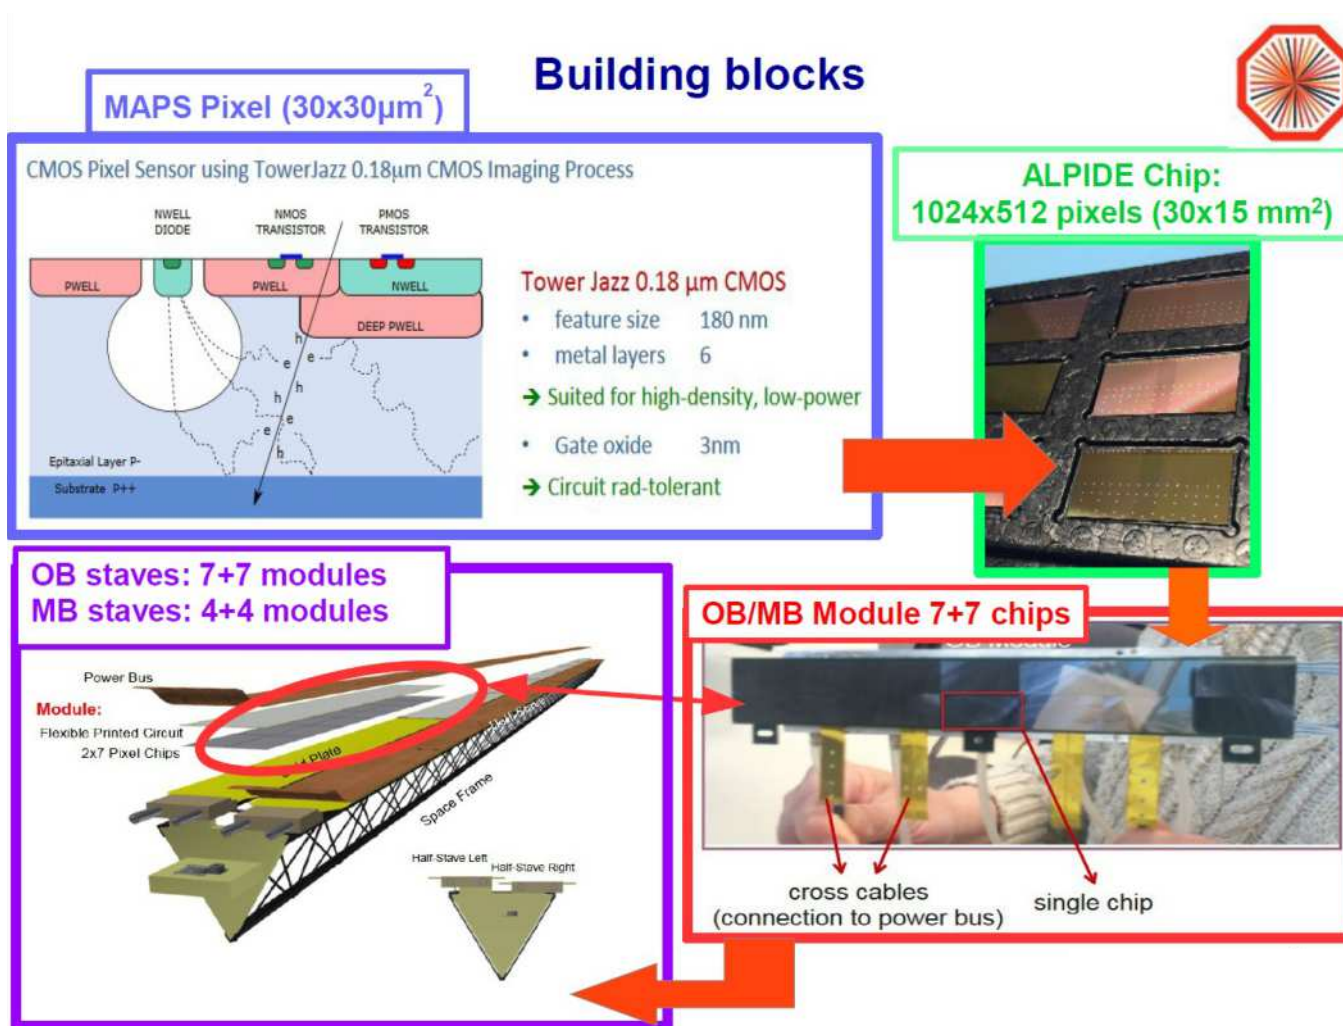 Building blocks
MAPS Pixel (30x30µm²)
CMOS Pixel Sensor using TowerJazz 0.18µm CMOS Imaging Process
NWELL
DIODE
NMOS
TRANSISTOR
PMOS
TRANSISTOR
PWELL
PWELL
NWELL
DEEP PWELL
h
e
e
h
h
e
e
h
Epitaxial Layer P-
Substrate P++
Tower Jazz 0.18 µm CMOS
• feature size 180 nm
• metal layers 6
➔ Suited for high-density, low-power
• Gate oxide 3nm
➔ Circuit rad-tolerant
ALPIDE Chip:
1024x512 pixels (30x15 mm²)
OB staves: 7+7 modules
MB staves: 4+4 modules
Power Bus
Module:
Flexible Printed Circuit
2x7 Pixel Chips
Plate
Space Frame
Half-Stave Left
Half-Stave Right
OB/MB Module 7+7 chips
OB Module
cross cables
(connection to power bus)
single chip